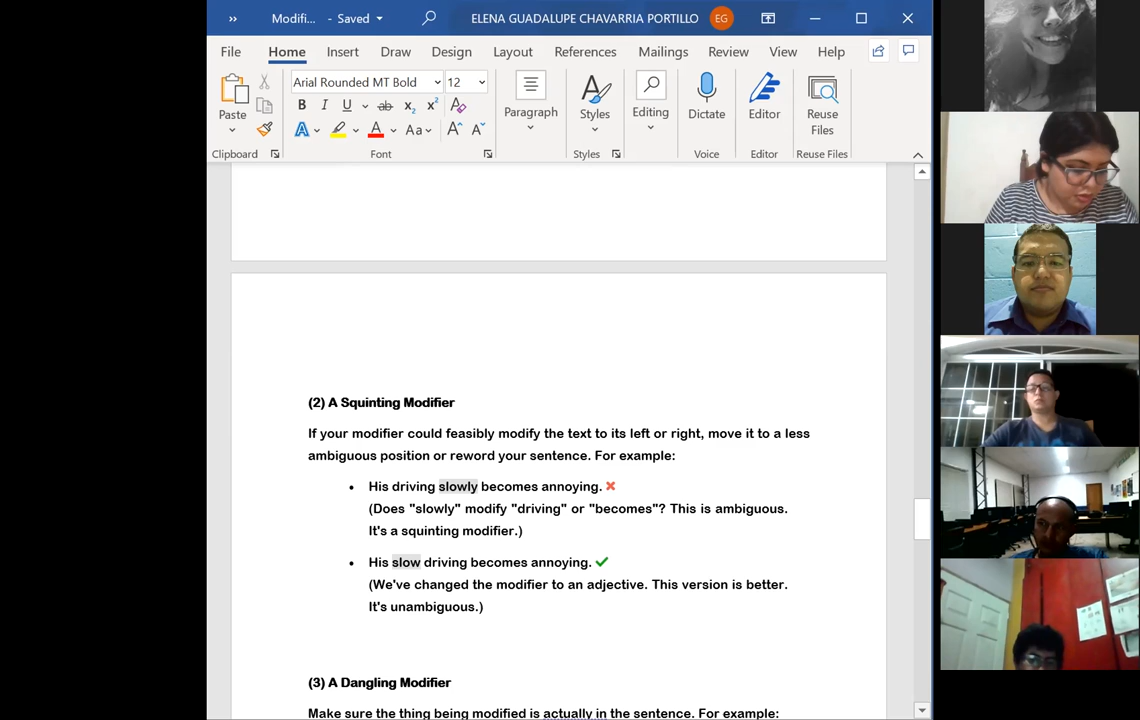 ›› Modifi... - Saved ELENA GUADALUPE CHAVARRIA PORTILLO EG
File Home Insert Draw Design Layout References Mailings Review View Help
Arial Rounded MT Bold 12
Paste B I U ab x₂ x² A Paragraph Styles Editing Dictate Editor Reuse Files
A A Aa A A
Clipboard Font Styles Voice Editor Reuse Files
(2) A Squinting Modifier
If your modifier could feasibly modify the text to its left or right, move it to a less
ambiguous position or reword your sentence. For example:
• His driving slowly becomes annoying. ❌
(Does "slowly" modify "driving" or "becomes"? This is ambiguous.
It's a squinting modifier.)
• His slow driving becomes annoying. ✓
(We've changed the modifier to an adjective. This version is better.
It's unambiguous.)
(3) A Dangling Modifier
Make sure the thing being modified is actually in the sentence. For example: